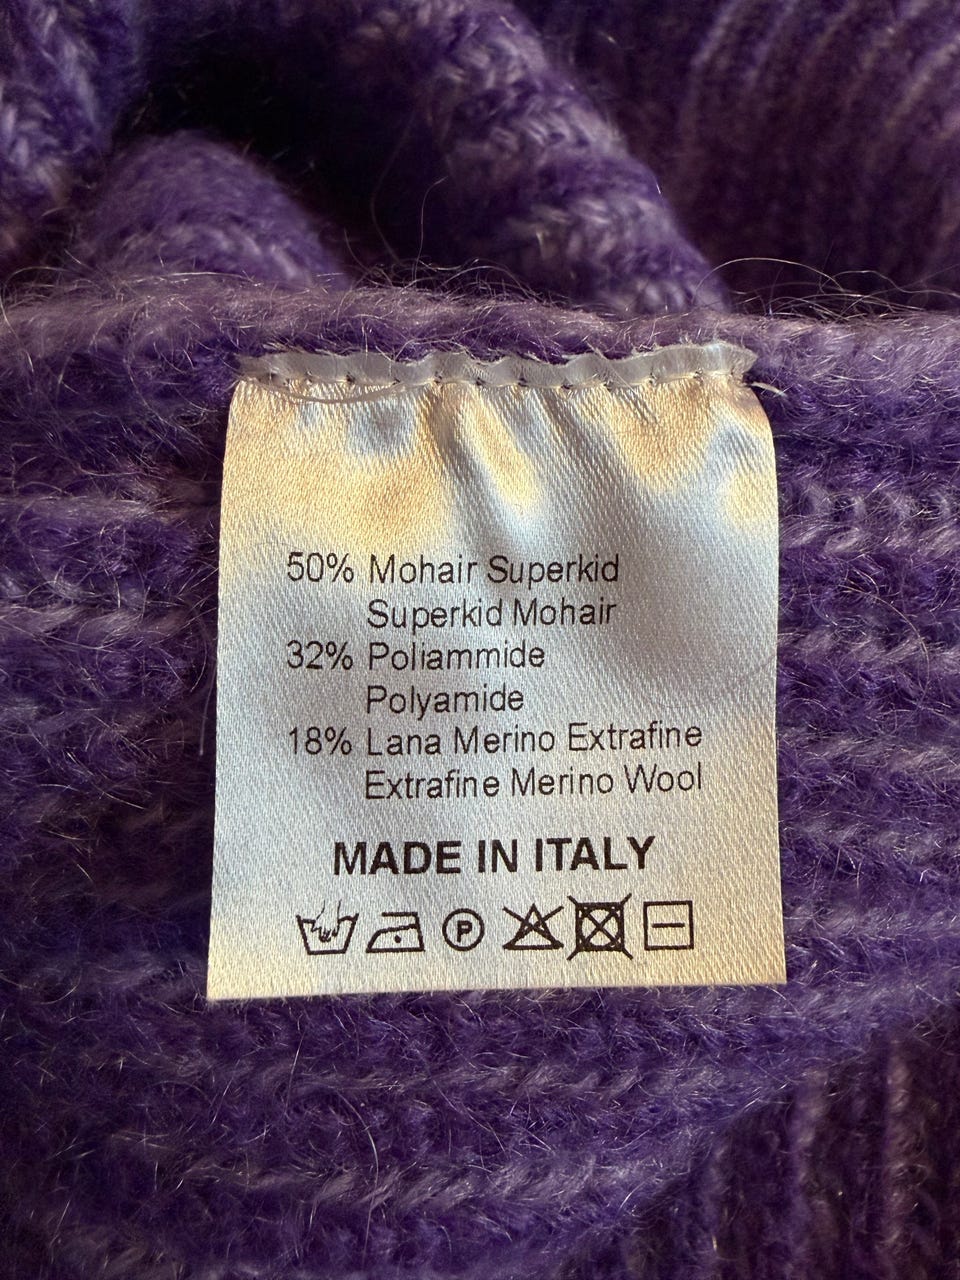 50% Mohair Superkid
Superkid Mohair
32% Poliammide
Polyamide
18% Lana Merino Extrafine
Extrafine Merino Wool
MADE IN ITALY
P